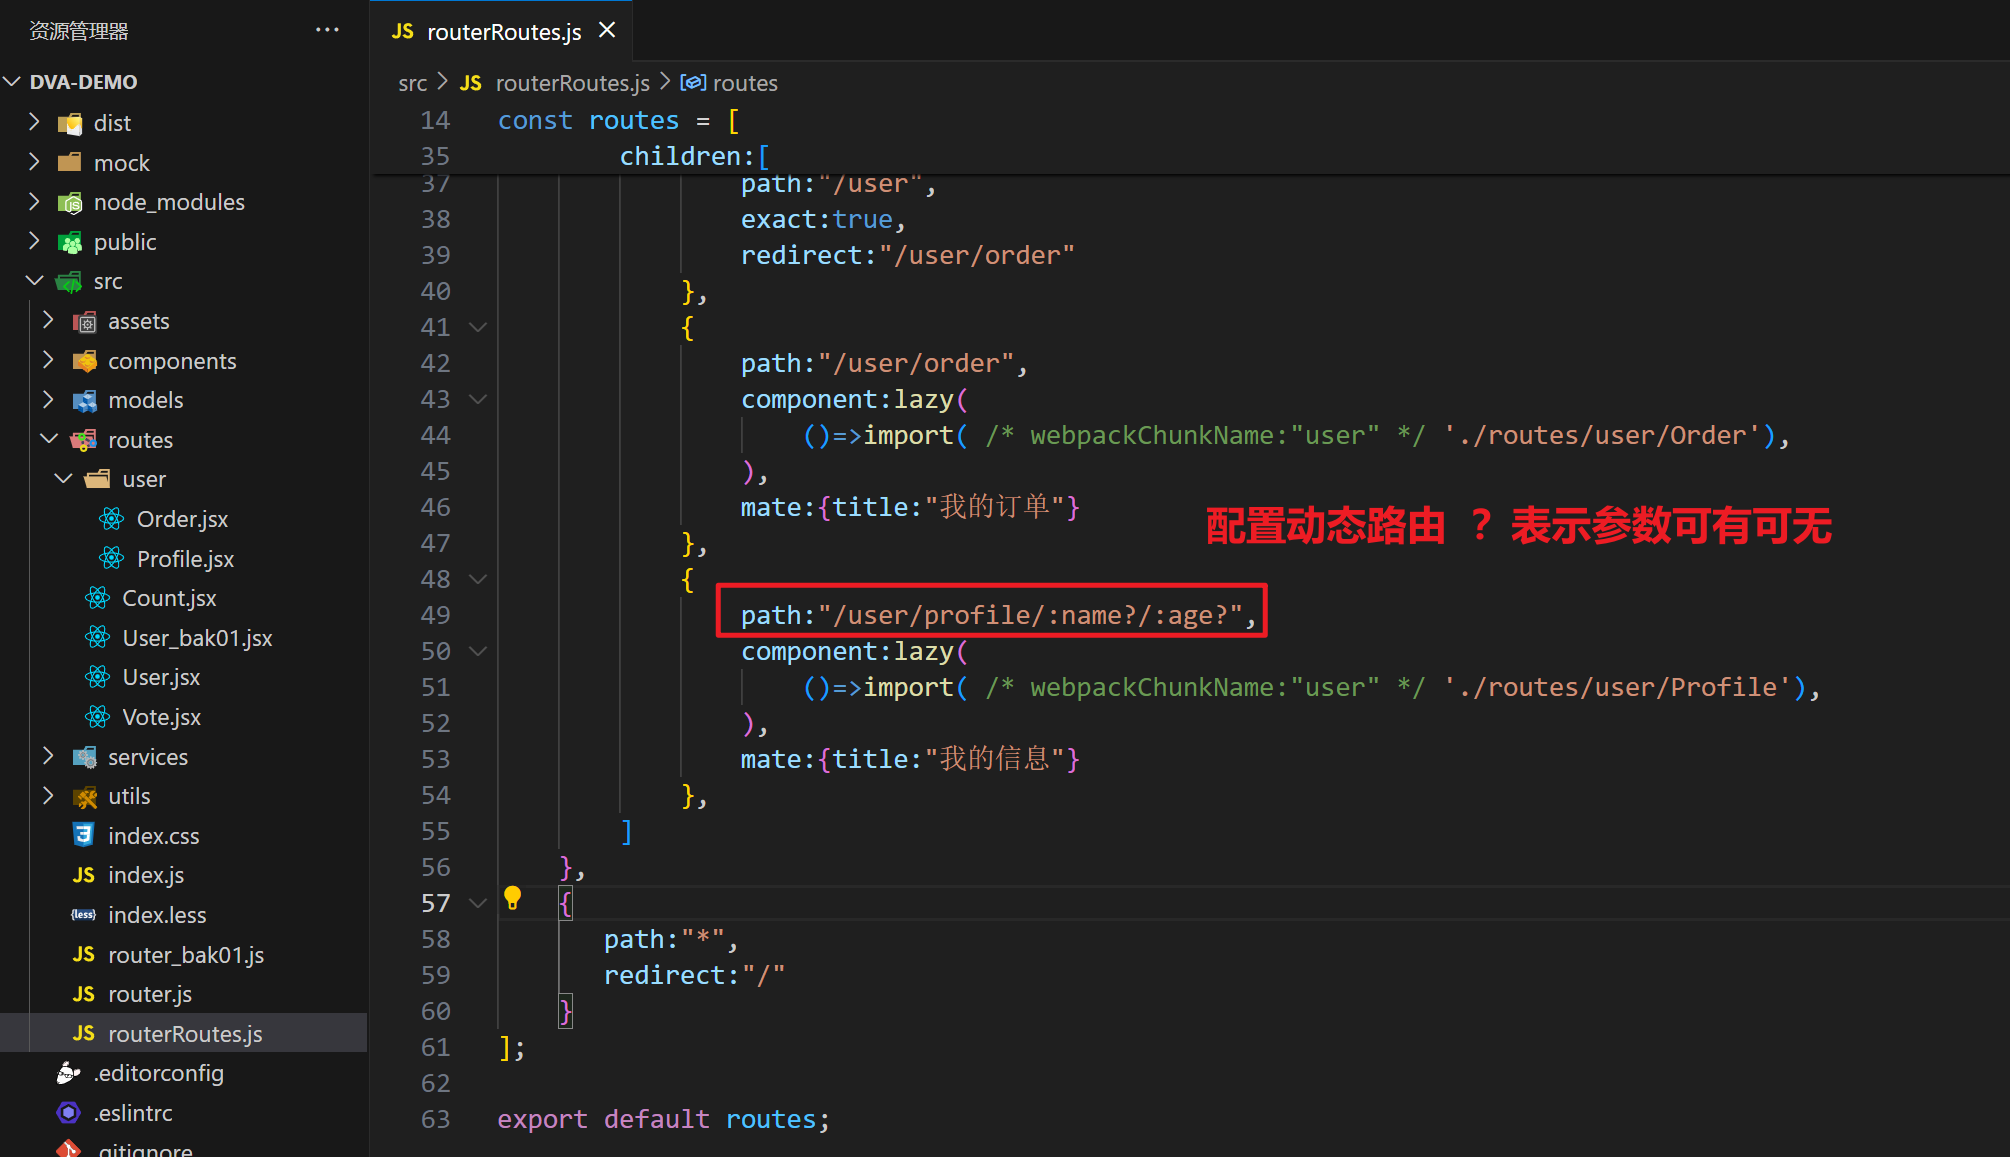 资源管理器 ···
DVA-DEMO
dist
mock
node_modules
public
src
assets
components
models
routes
user
Order.jsx
Profile.jsx
Count.jsx
User_bak01.jsx
User.jsx
Vote.jsx
services
utils
index.css
JS index.js
{less} index.less
JS router_bak01.js
JS router.js
JS routerRoutes.js
.editorconfig
.eslintrc
.gitignore
JS routerRoutes.js ×
src > JS routerRoutes.js > routes
14 const routes = [
35 children:[
37 path:"/user",
38 exact:true,
39 redirect:"/user/order"
40 },
41 {
42 path:"/user/order",
43 component:lazy(
44 ()=>import( /* webpackChunkName:"user" */ './routes/user/Order'),
45 ),
46 mate:{title:"我的订单"}
配置动态路由 ？表示参数可有可无
47 },
48 {
49 path:"/user/profile/:name?/:age?",
50 component:lazy(
51 ()=>import( /* webpackChunkName:"user" */ './routes/user/Profile'),
52 ),
53 mate:{title:"我的信息"}
54 },
55 ]
56 },
57 {
58 path:"*",
59 redirect:"/"
60 }
61 ];
62
63 export default routes;